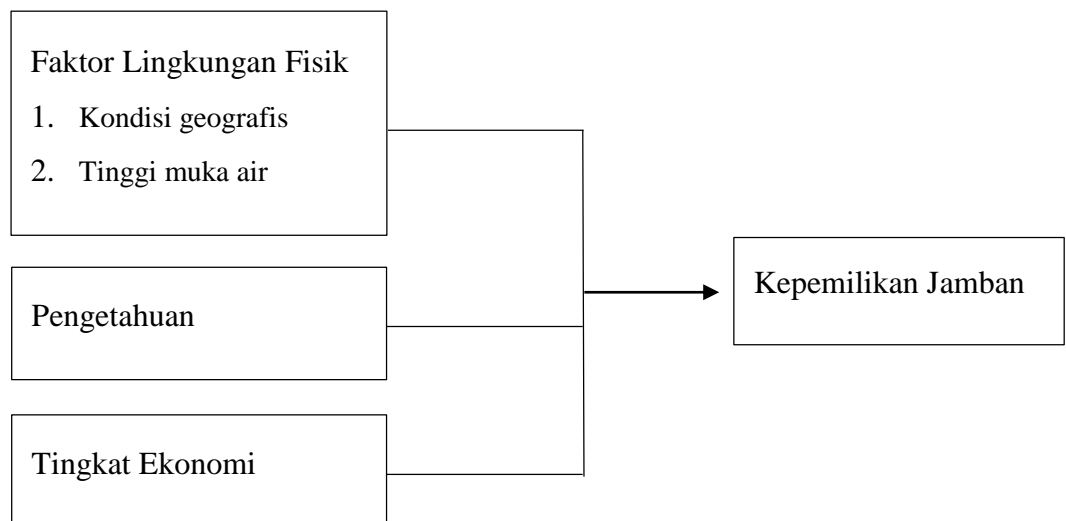 Faktor Lingkungan Fisik
1. Kondisi geografis
2. Tinggi muka air
Pengetahuan
Tingkat Ekonomi
Kepemilikan Jamban